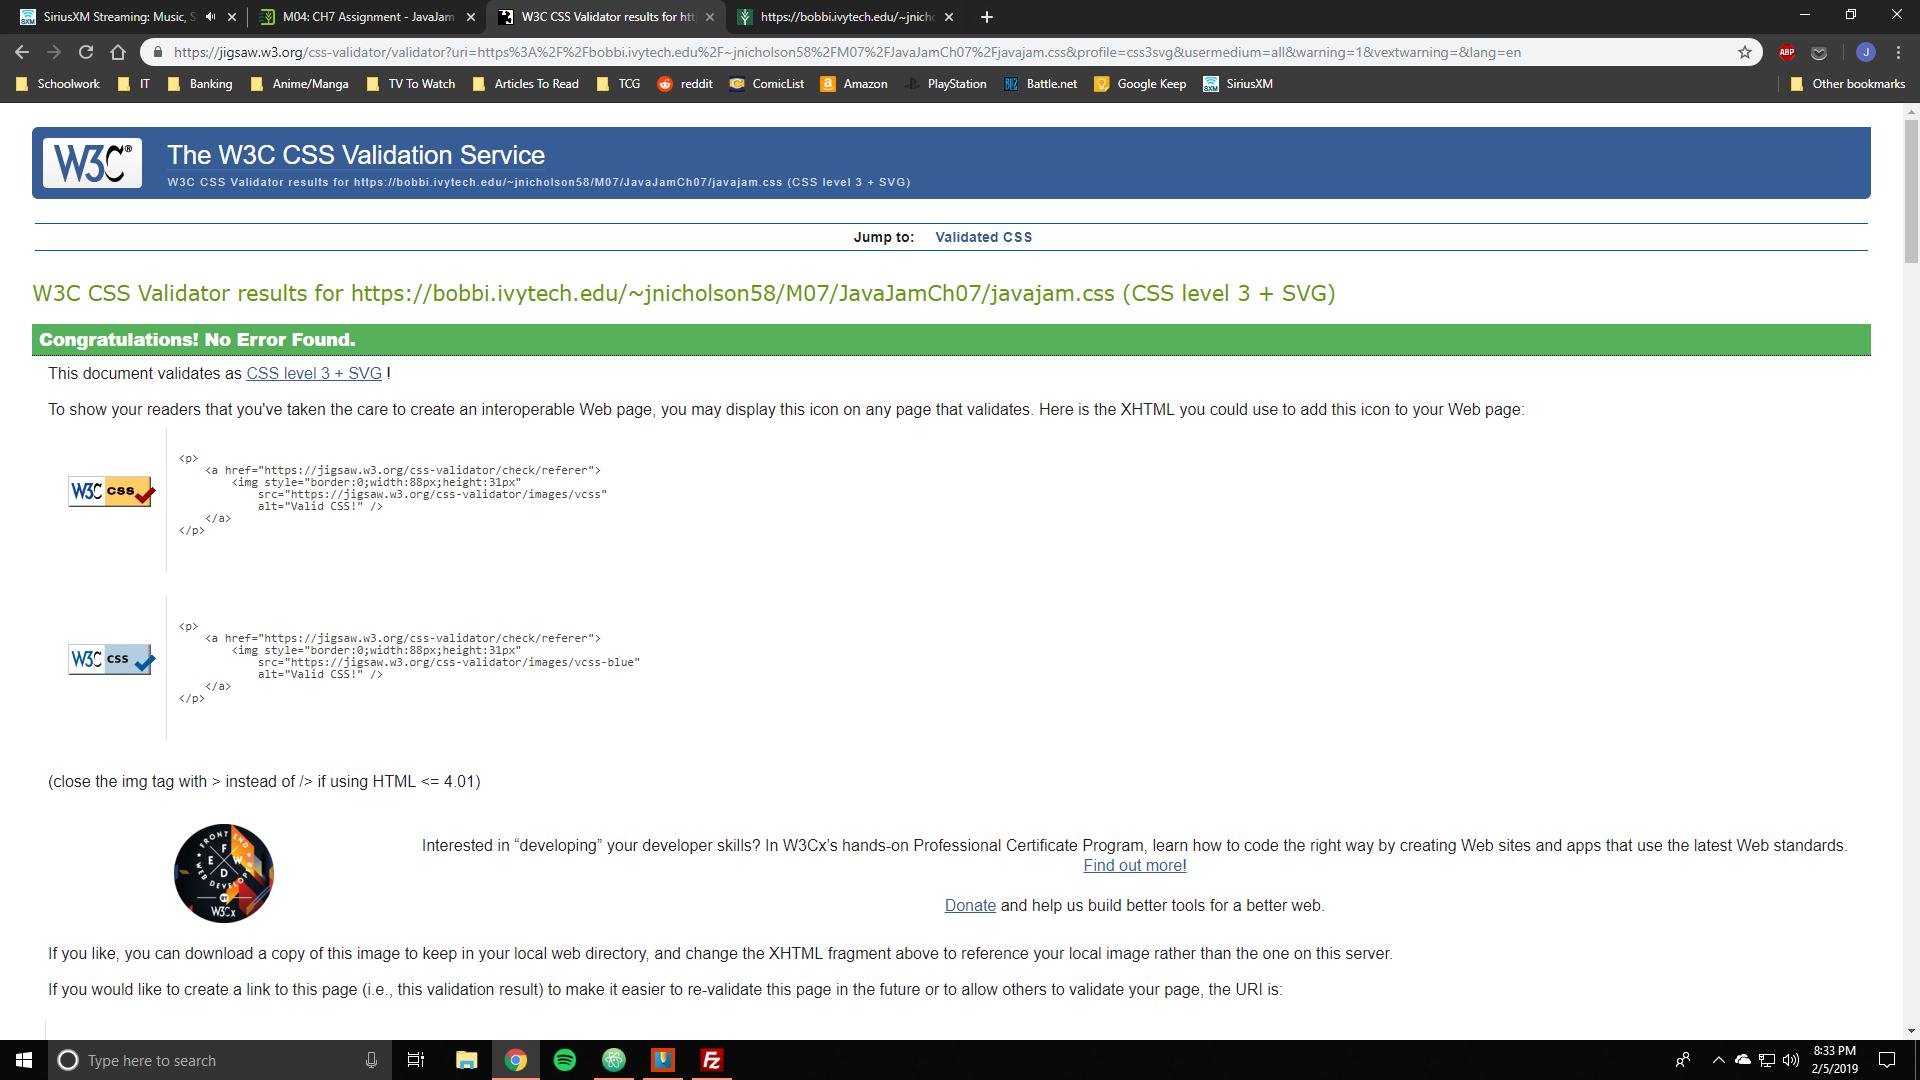 SiriusXM Streaming: Music, S
M04: CH7 Assignment - JavaJam
W3C CSS Validator results for htt
https://bobbi.ivytech.edu/~jnich
https://jigsaw.w3.org/css-validator/validator?uri=https%3A%2F%2Fbobbi.ivytech.edu%2F~jnicholson58%2FM07%2FJavaJamCh07%2Fjavajam.css&profile=css3svg&usermedium=all&warning=1&vextwarning=&lang=en
ABP
J
Schoolwork
IT
Banking
Anime/Manga
TV To Watch
Articles To Read
TCG
reddit
ComicList
Amazon
PlayStation
Battle.net
Google Keep
SiriusXM
Other bookmarks
W3C®
The W3C CSS Validation Service
W3C CSS Validator results for https://bobbi.ivytech.edu/~jnicholson58/M07/JavaJamCh07/javajam.css (CSS level 3 + SVG)
Jump to: Validated CSS
W3C CSS Validator results for https://bobbi.ivytech.edu/~jnicholson58/M07/JavaJamCh07/javajam.css (CSS level 3 + SVG)
Congratulations! No Error Found.
This document validates as CSS level 3 + SVG !
To show your readers that you've taken the care to create an interoperable Web page, you may display this icon on any page that validates. Here is the XHTML you could use to add this icon to your Web page:
W3C css
<p>
<a href="https://jigsaw.w3.org/css-validator/check/referer">
<img style="border:0;width:88px;height:31px"
src="https://jigsaw.w3.org/css-validator/images/vcss"
alt="Valid CSS!" />
</a>
</p>
W3C css
<p>
<a href="https://jigsaw.w3.org/css-validator/check/referer">
<img style="border:0;width:88px;height:31px"
src="https://jigsaw.w3.org/css-validator/images/vcss-blue"
alt="Valid CSS!" />
</a>
</p>
(close the img tag with > instead of /> if using HTML <= 4.01)
FRONT END
F
E W
D
WEB DEVELOPER
W3Cx
Interested in “developing” your developer skills? In W3Cx’s hands-on Professional Certificate Program, learn how to code the right way by creating Web sites and apps that use the latest Web standards.
Find out more!
Donate and help us build better tools for a better web.
If you like, you can download a copy of this image to keep in your local web directory, and change the XHTML fragment above to reference your local image rather than the one on this server.
If you would like to create a link to this page (i.e., this validation result) to make it easier to re-validate this page in the future or to allow others to validate your page, the URI is:
Type here to search
Fz
8:33 PM
2/5/2019